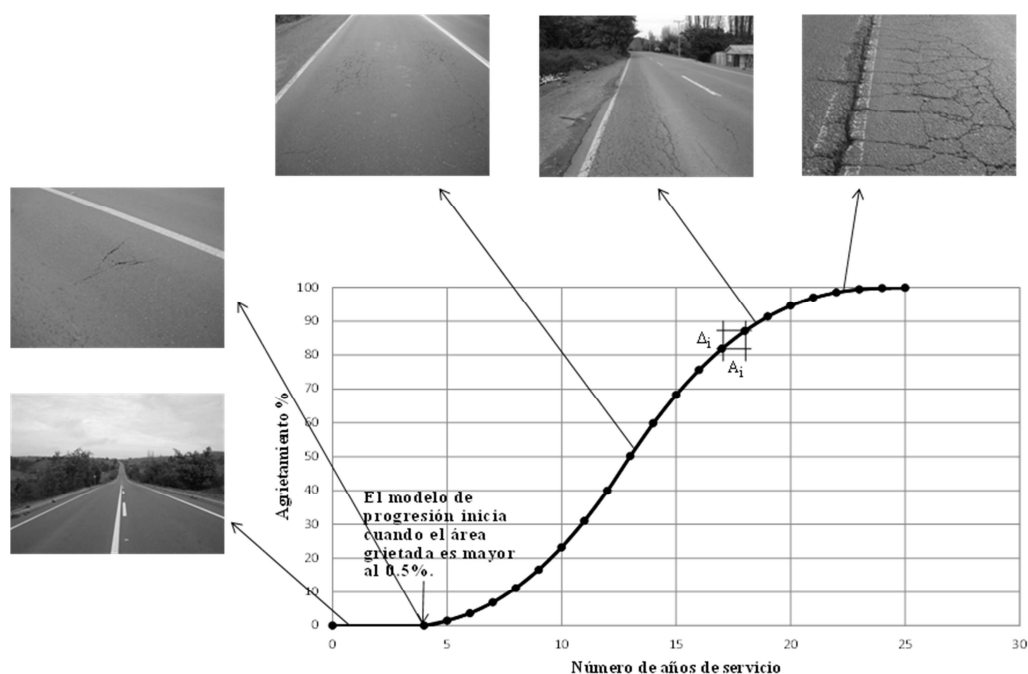 100
90
80
70
60
50
40
30
20
10
0
Agrietamiento %
Δi
Ai
El modelo de
progresión inicia
cuando el área
grietada es mayor
al 0.5%.
0
5
10
15
20
25
30
Número de años de servicio